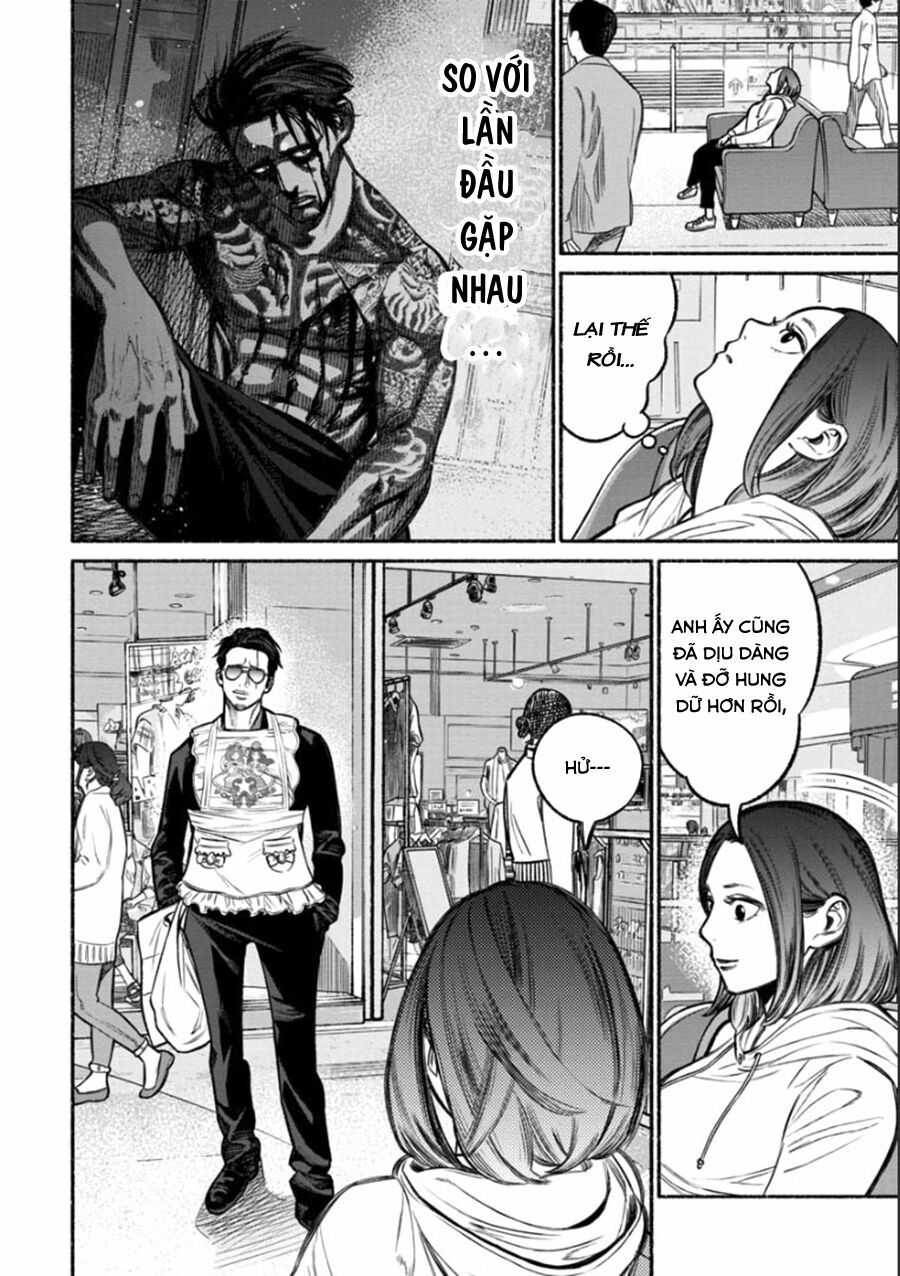 LẠI THẾ
RỒI...
SO VỚI
LẦN
ĐẦU
GẶP
NHAU
...
ANH ẤY CŨNG
ĐÃ DỊU DÀNG
VÀ ĐỠ HUNG
DỮ HƠN RỒI,
HỬ---